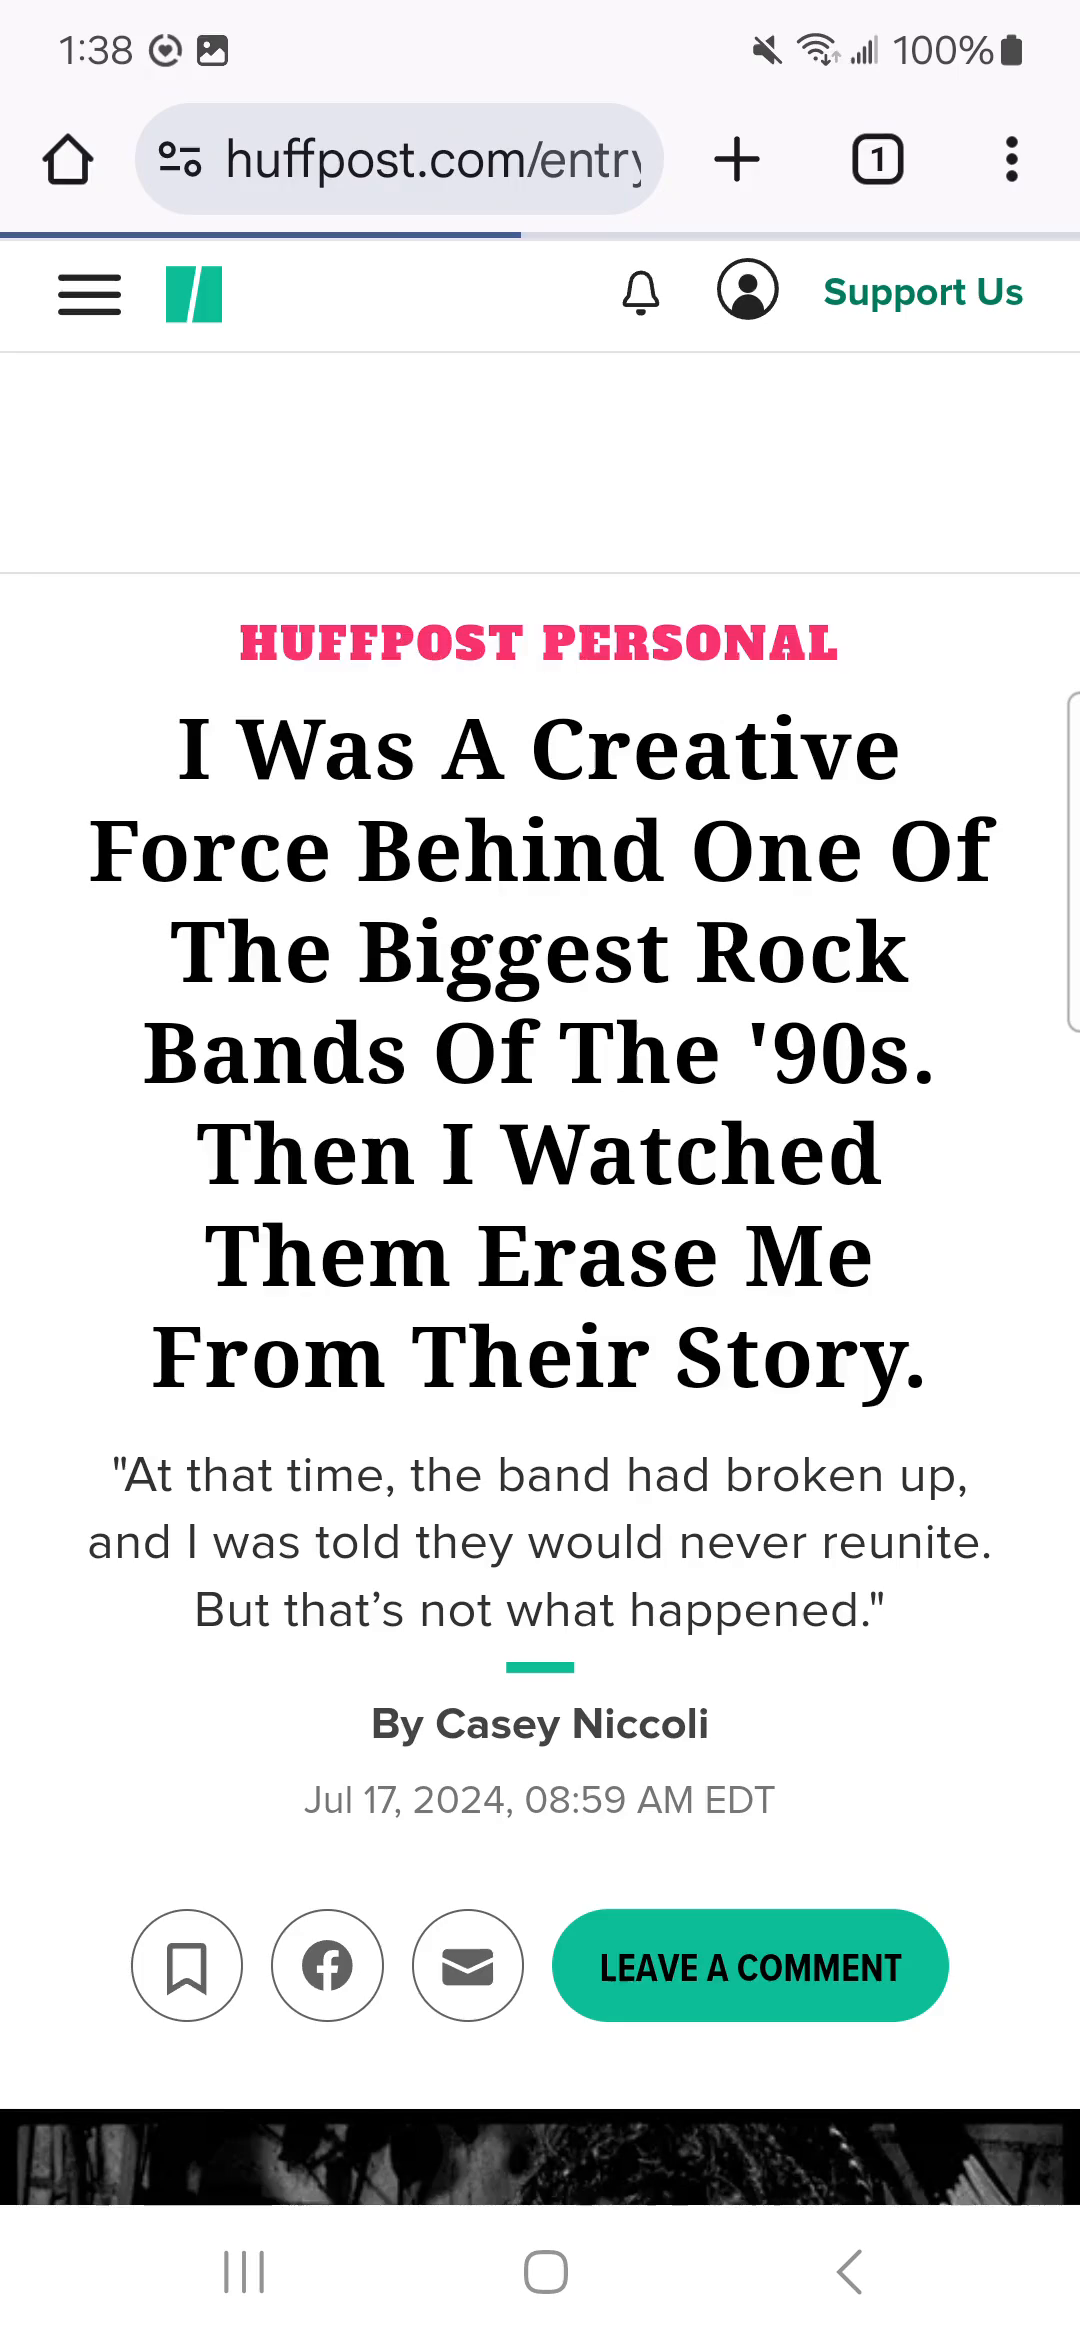 1:38 100%
huffpost.com/entry
1
Support Us
HUFFPOST PERSONAL
I Was A Creative
Force Behind One Of
The Biggest Rock
Bands Of The '90s.
Then I Watched
Them Erase Me
From Their Story.
"At that time, the band had broken up,
and I was told they would never reunite.
But that’s not what happened."
By Casey Niccoli
Jul 17, 2024, 08:59 AM EDT
LEAVE A COMMENT